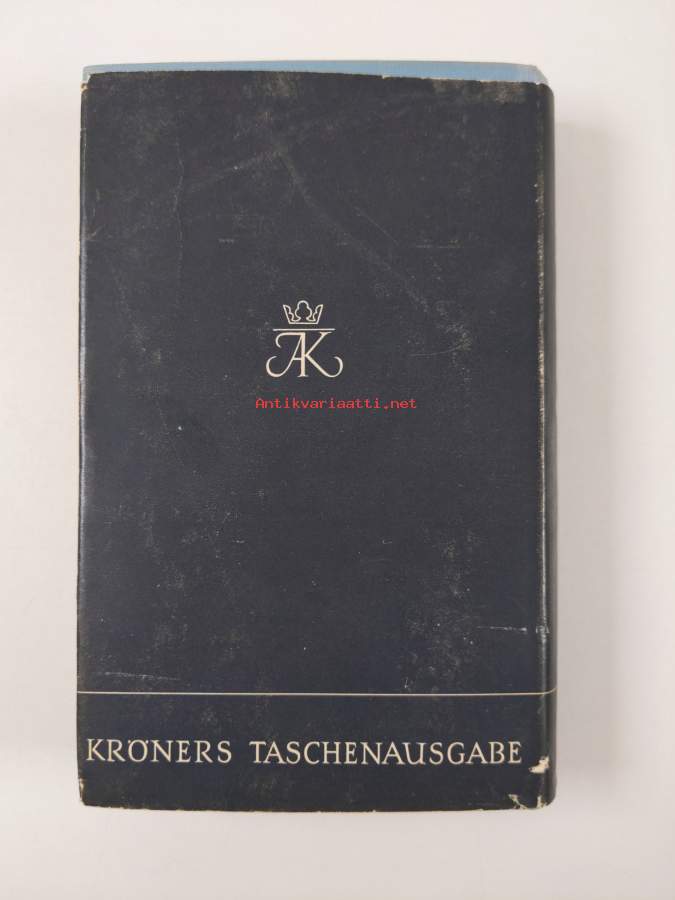 AK
Antikvariaatti.net
KRÖNERS TASCHENAUSGABE